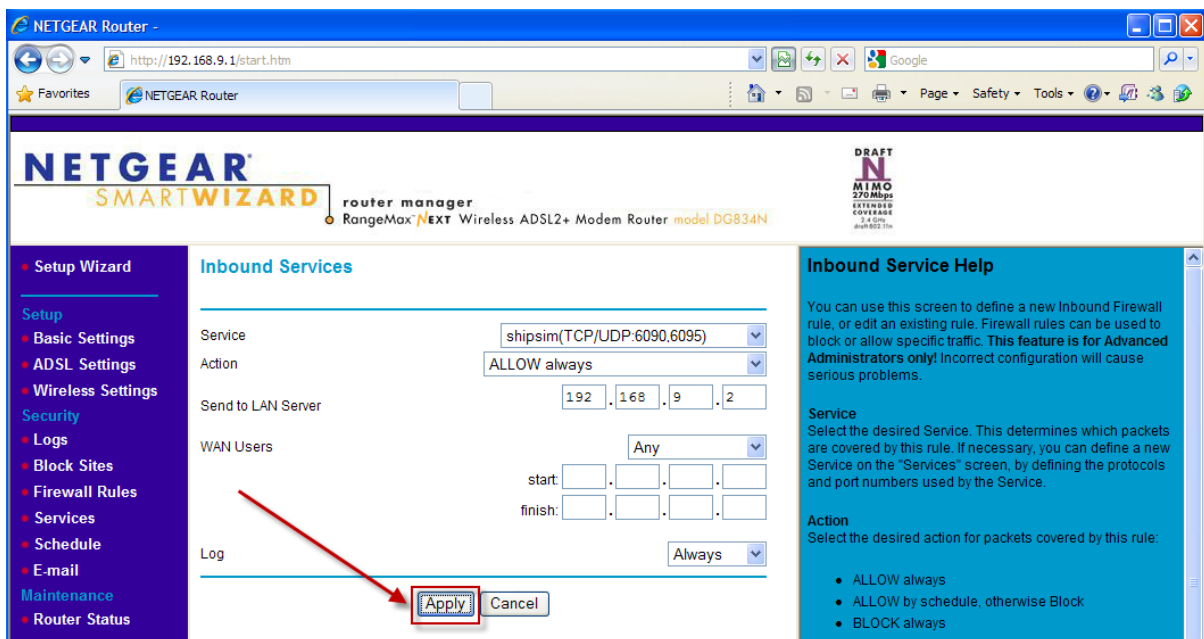 NETGEAR Router -
http://192.168.9.1/start.htm
Google
Favorites
NETGEAR Router
Page
Safety
Tools
NETGEAR
SMARTWIZARD
router manager
RangeMax NEXT Wireless ADSL2+ Modem Router model DG834N
DRAFT
N
MIMO
270 Mbps
EXTENDED
COVERAGE
2.4 GHz
draft 802.11n
Setup Wizard
Setup
Basic Settings
ADSL Settings
Wireless Settings
Security
Logs
Block Sites
Firewall Rules
Services
Schedule
E-mail
Maintenance
Router Status
Inbound Services
Service
shipsim(TCP/UDP:6090,6095)
Action
ALLOW always
Send to LAN Server
192 . 168 . 9 . 2
WAN Users
Any
start: . . .
finish: . . .
Log
Always
Apply
Cancel
Inbound Service Help
You can use this screen to define a new Inbound Firewall
rule, or edit an existing rule. Firewall rules can be used to
block or allow specific traffic. This feature is for Advanced
Administrators only! Incorrect configuration will cause
serious problems.
Service
Select the desired Service. This determines which packets
are covered by this rule. If necessary, you can define a new
Service on the "Services" screen, by defining the protocols
and port numbers used by the Service.
Action
Select the desired action for packets covered by this rule:
ALLOW always
ALLOW by schedule, otherwise Block
BLOCK always